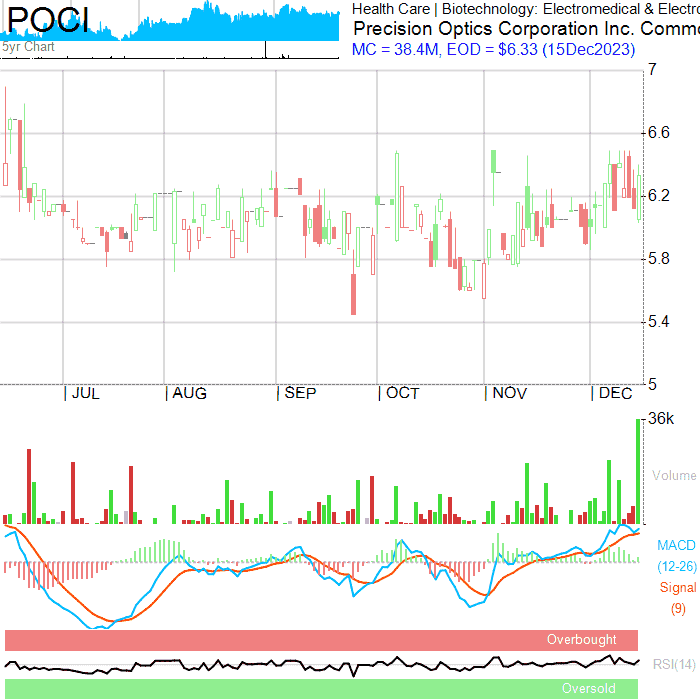 POCI
5yr Chart
Health Care | Biotechnology: Electromedical & Electro
Precision Optics Corporation Inc. Commo
MC = 38.4M, EOD = $6.33 (15Dec2023)
7
6.6
6.2
5.8
5.4
5
| JUL | AUG | SEP | OCT | NOV | DEC
36k
Volume
MACD
(12-26)
Signal
(9)
Overbought
RSI(14)
Oversold